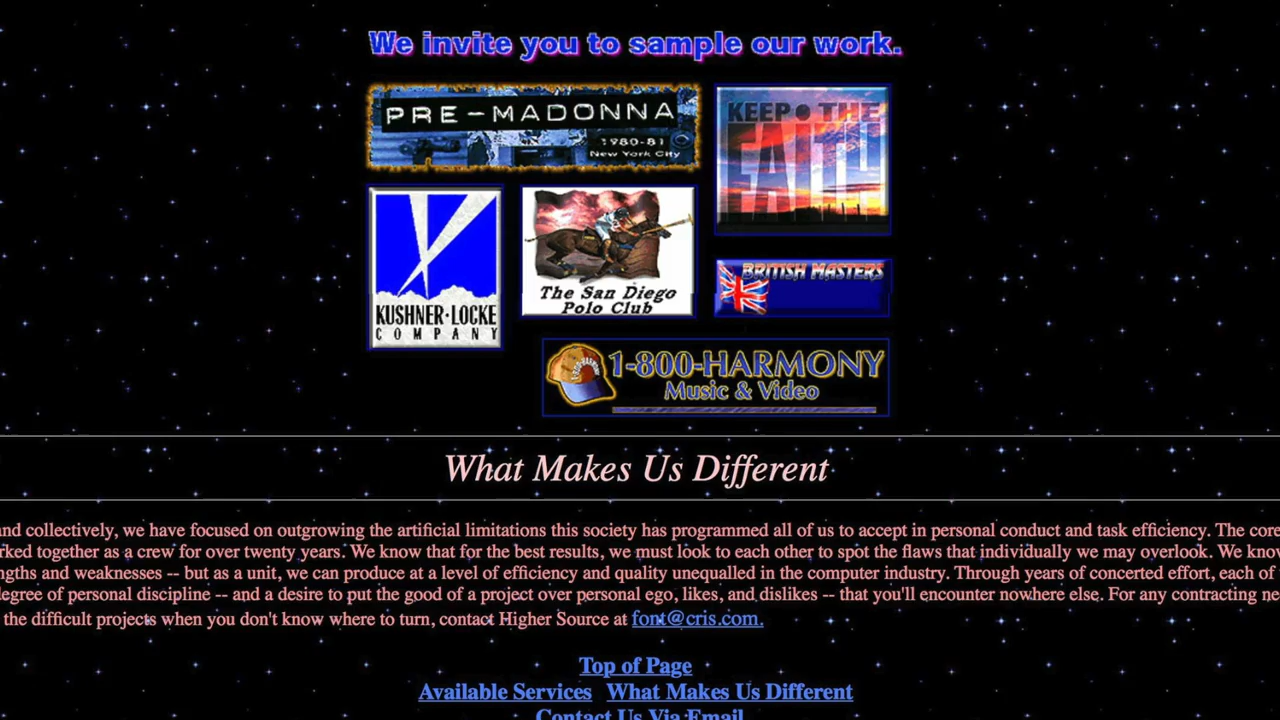 We invite you to sample our work.
PRE-MADONNA
1980-81
New York City
KEEP • THE
FAITH
KUSHNER·LOCKE
COMPANY
The San Diego
Polo Club
BRITISH MASTERS
1-800-HARMONY
Music & Video
What Makes Us Different
and collectively, we have focused on outgrowing the artificial limitations this society has programmed all of us to accept in personal conduct and task efficiency. The core
rked together as a crew for over twenty years. We know that for the best results, we must look to each other to spot the flaws that individually we may overlook. We know
ngths and weaknesses -- but as a unit, we can produce at a level of efficiency and quality unequalled in the computer industry. Through years of concerted effort, each of
degree of personal discipline -- and a desire to put the good of a project over personal ego, likes, and dislikes -- that you'll encounter nowhere else. For any contracting ne
the difficult projects when you don't know where to turn, contact Higher Source at font@cris.com.
Top of Page
Available Services What Makes Us Different
Contact Us Via Email